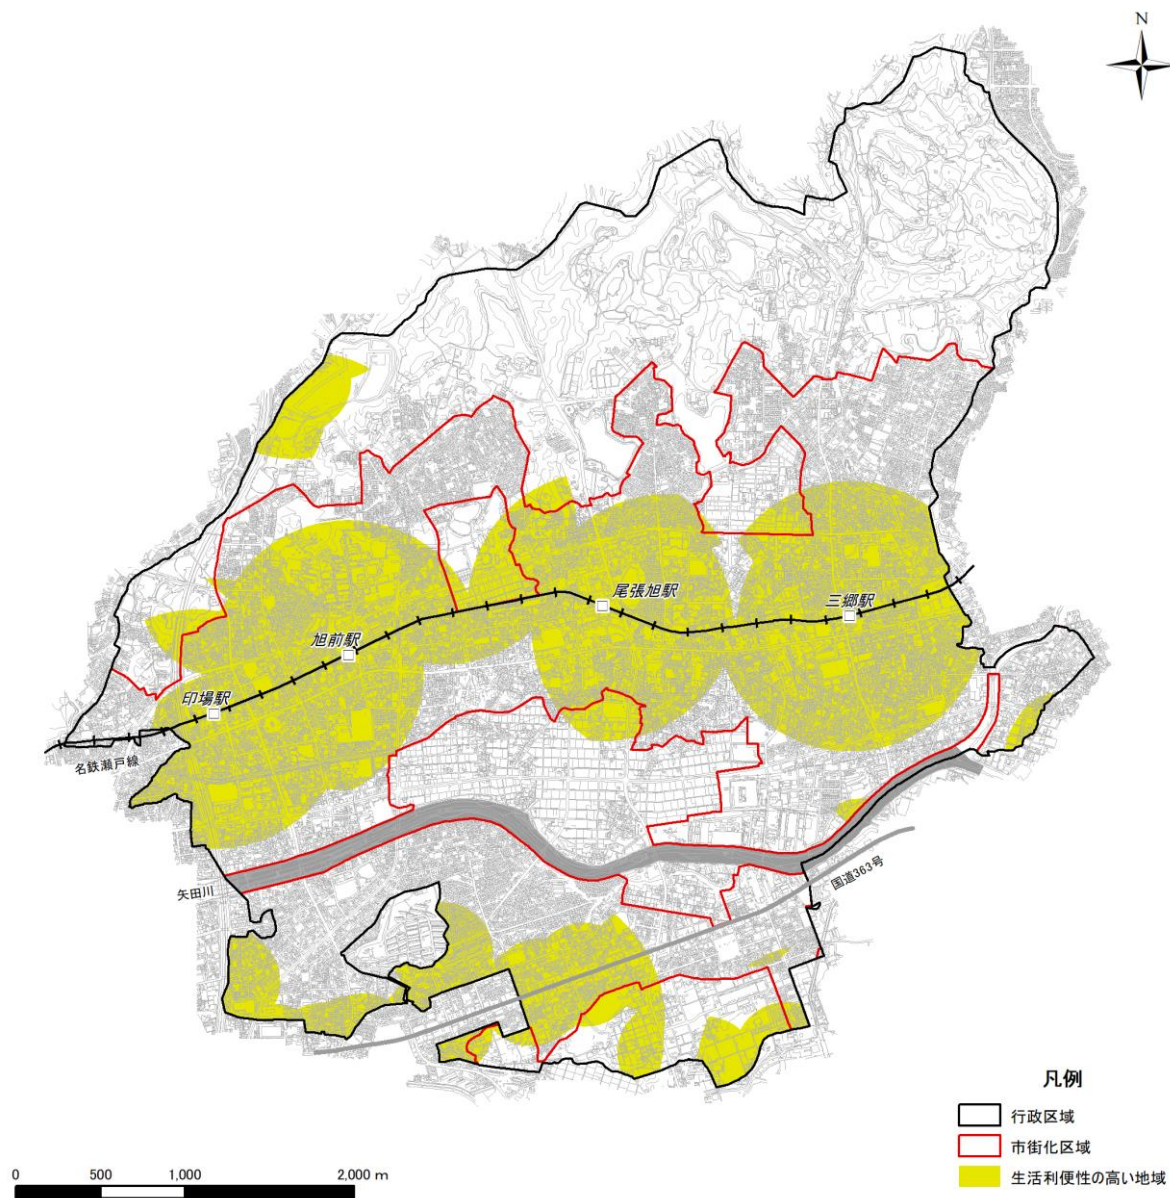 N
尾張旭駅
三郷駅
旭前駅
印場駅
名鉄瀬戸線
矢田川
国道363号
凡例
行政区域
市街化区域
生活利便性の高い地域
0 500 1,000 2,000 m